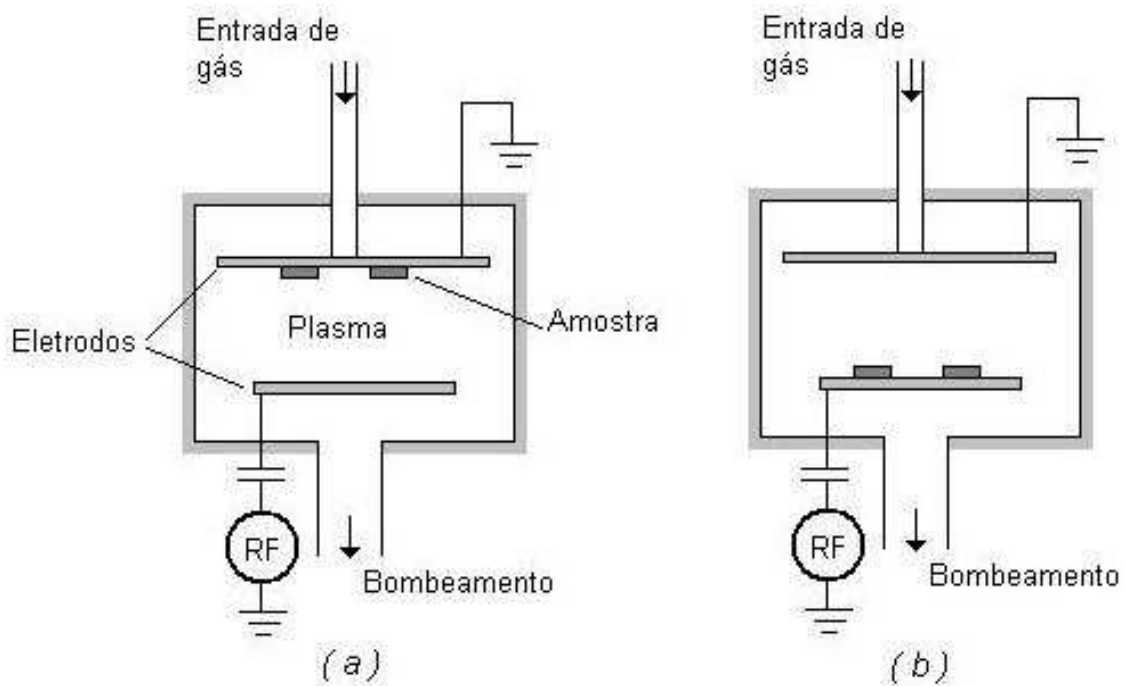 Entrada de
gás
Eletrodos
Plasma
Amostra
RF
Bombeamento
( a )
Entrada de
gás
RF
Bombeamento
( b )